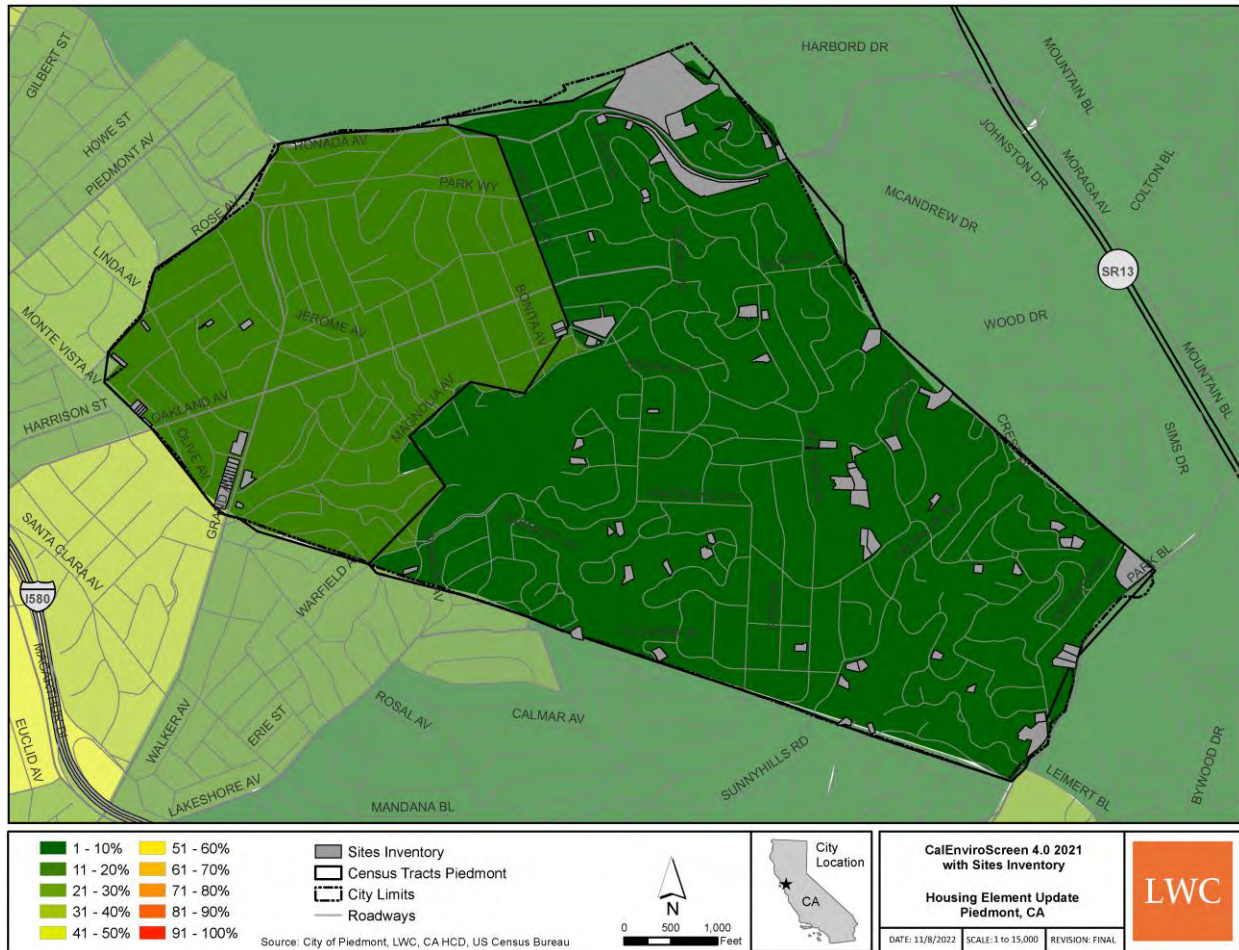 HARBORD DR
GILBERT ST
MOUNTAIN BL
HOWE ST
PIEDMONT AV
JOHNSTON DR
MORAGA AV
COLTON BL
RONADA AV
PARK WY
MCANDREW DR
ROSE AV
LINDA AV
SR13
BONITA AV
JEROME AV
WOOD DR
MONTE VISTA AV
MOUNTAIN BL
HARRISON ST
OAKLAND AV
MAGNOLIA AV
OLIVE AV
SIMS DR
GRAND
SANTA CLARA AV
PARK BL
I580
WARFIELD AV
ROSAL AV
CALMAR AV
WALKER AV
ERIE ST
EUCLID AV
SUNNYHILLS RD
BYWOOD DR
LEIMERT BL
LAKESHORE AV
MANDANA BL
1 - 10%
11 - 20%
21 - 30%
31 - 40%
41 - 50%
51 - 60%
61 - 70%
71 - 80%
81 - 90%
91 - 100%
Sites Inventory
Census Tracts Piedmont
City Limits
Roadways
Source: City of Piedmont, LWC, CA HCD, US Census Bureau
N
0 500 1,000
Feet
City
Location
CA
CalEnviroScreen 4.0 2021
with Sites Inventory
Housing Element Update
Piedmont, CA
DATE: 11/8/2022
SCALE: 1 to 15,000
REVISION: FINAL
LWC